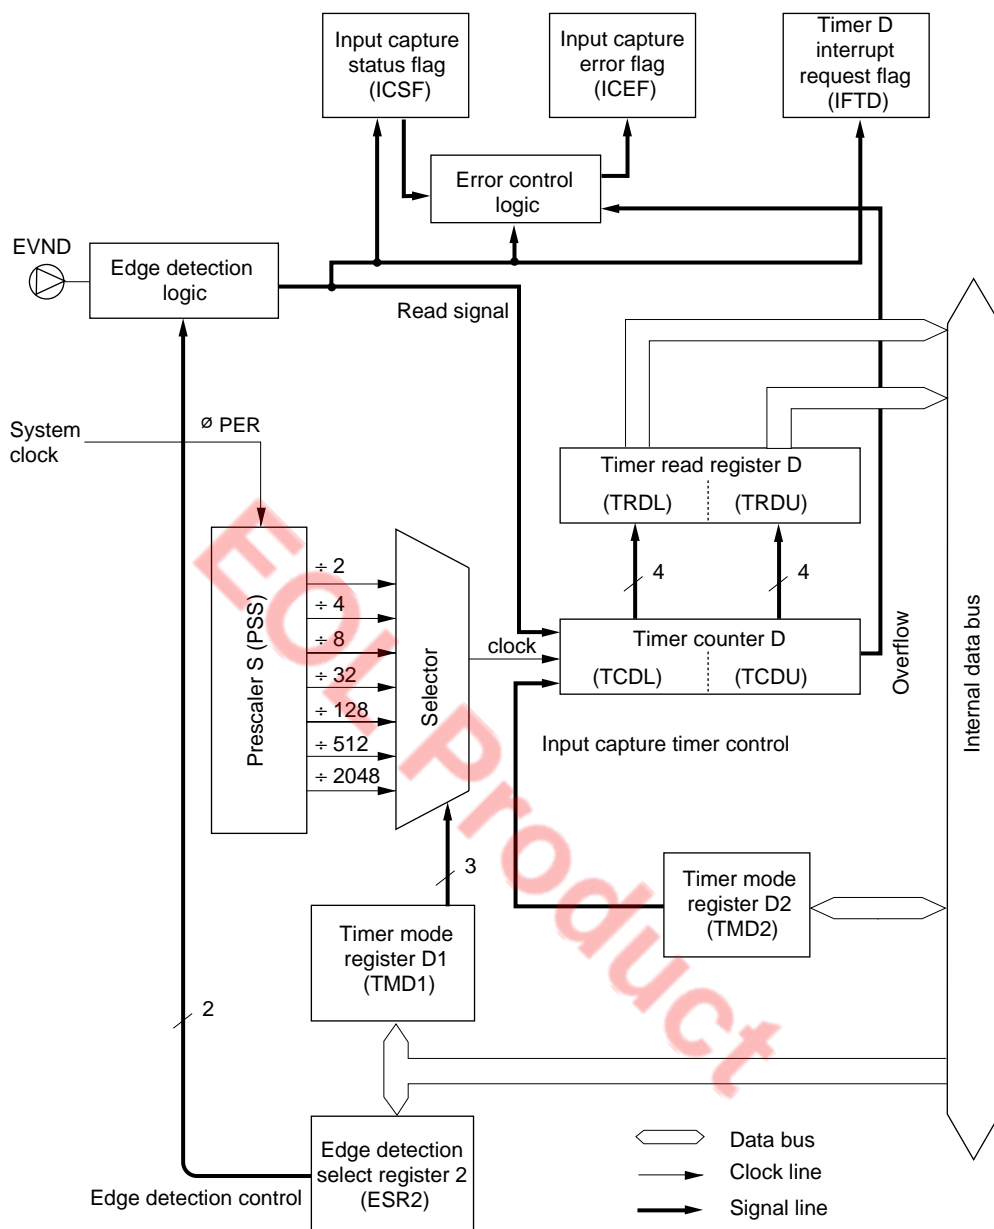 Input capture
status flag
(ICSF)
Input capture
error flag
(ICEF)
Timer D
interrupt
request flag
(IFTD)
Error control
logic
EVND
Edge detection
logic
Read signal
System
clock
ø PER
Timer read register D
(TRDL)
(TRDU)
4
4
Prescaler S (PSS)
÷ 2
÷ 4
÷ 8
÷ 32
÷ 128
÷ 512
÷ 2048
Selector
clock
Timer counter D
(TCDL)
(TCDU)
Overflow
Internal data bus
Input capture timer control
3
Timer mode
register D1
(TMD1)
Timer mode
register D2
(TMD2)
2
Edge detection
select register 2
(ESR2)
Edge detection control
Data bus
Clock line
Signal line
EOL Product